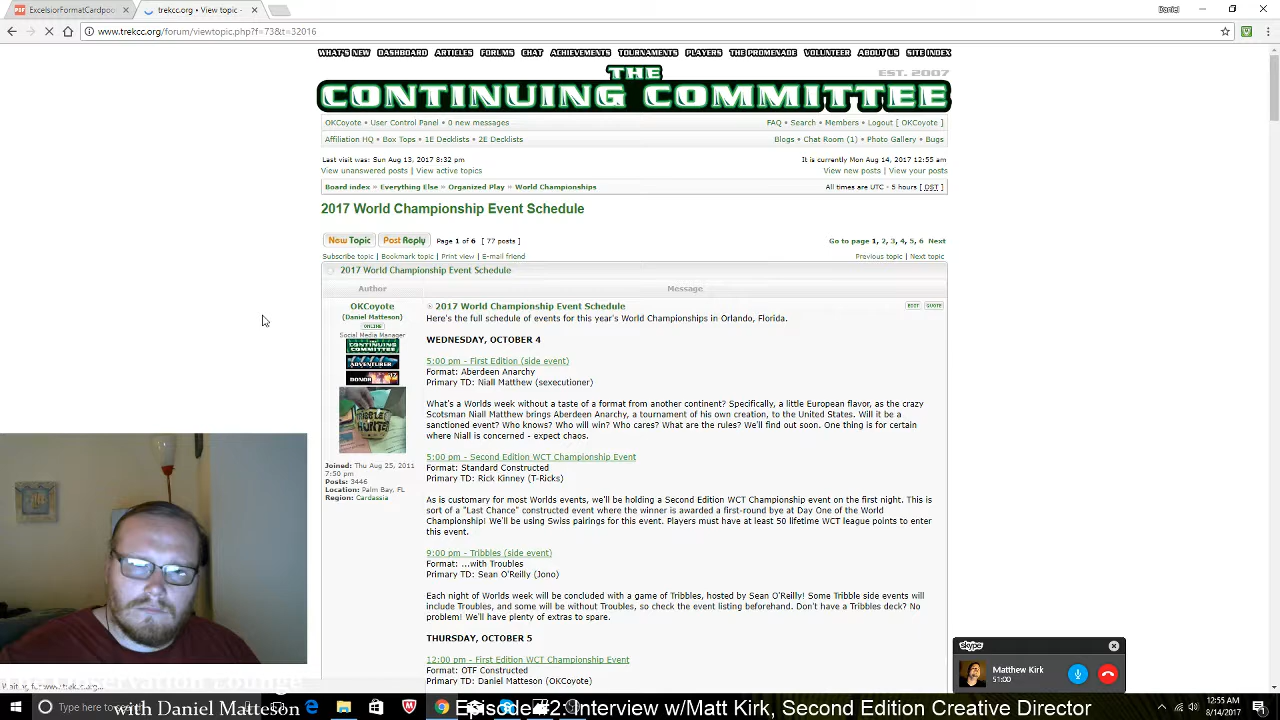 ExcelsiorFormatCardpoo
trekcc.org • View topic -
Daniel
www.trekcc.org/forum/viewtopic.php?f=73&t=32016
WHAT'S NEW DASHBOARD ARTICLES FORUMS CHAT ACHIEVEMENTS TOURNAMENTS PLAYERS THE PROMENADE VOLUNTEER ABOUT US SITE INDEX
THE
EST. 2007
CONTINUING COMMITTEE
OKCoyote • User Control Panel • 0 new messages
FAQ • Search • Members • Logout [ OKCoyote ]
Affiliation HQ • Box Tops • 1E Decklists • 2E Decklists
Blogs • Chat Room (1) • Photo Gallery • Bugs
Last visit was: Sun Aug 13, 2017 8:32 pm
It is currently Mon Aug 14, 2017 12:55 am
View unanswered posts | View active topics
View new posts | View your posts
Board index » Everything Else » Organized Play » World Championships
All times are UTC - 5 hours [ DST ]
2017 World Championship Event Schedule
New Topic Post Reply Page 1 of 6 [ 77 posts ]
Go to page 1, 2, 3, 4, 5, 6 Next
Subscribe topic | Bookmark topic | Print view | E-mail friend
Previous topic | Next topic
2017 World Championship Event Schedule
Author
Message
OKCoyote
(Daniel Matteson)
ONLINE
Social Media Manager
CONTINUING COMMITTEE
ADVENTURER
DONOR
TRIBBLE HUNTER
Joined: Thu Aug 25, 2011
7:50 pm
Posts: 3446
Location: Palm Bay, FL
Region: Cardassia
2017 World Championship Event Schedule
EDIT QUOTE
Here's the full schedule of events for this year's World Championships in Orlando, Florida.
WEDNESDAY, OCTOBER 4
5:00 pm - First Edition (side event)
Format: Aberdeen Anarchy
Primary TD: Niall Matthew (sexecutioner)
What's a Worlds week without a taste of a format from another continent? Specifically, a little European flavor, as the crazy
Scotsman Niall Matthew brings Aberdeen Anarchy, a tournament of his own creation, to the United States. Will it be a
sanctioned event? Who knows? Who will win? Who cares? What are the rules? We'll find out soon. One thing is for certain
where Niall is concerned - expect chaos.
5:00 pm - Second Edition WCT Championship Event
Format: Standard Constructed
Primary TD: Rick Kinney (T-Ricks)
As is customary for most Worlds events, we'll be holding a Second Edition WCT Championship event on the first night. This is
sort of a "Last Chance" constructed event where the winner is awarded a first-round bye at Day One of the World
Championship! We'll be using Swiss pairings for this event. Players must have at least 50 lifetime WCT league points to enter
this event.
9:00 pm - Tribbles (side event)
Format: ...with Troubles
Primary TD: Sean O'Reilly (Jono)
Each night of Worlds week will be concluded with a game of Tribbles, hosted by Sean O'Reilly! Some Tribble side events will
include Troubles, and some will be without Troubles, so check the event listing beforehand. Don't have a Tribbles deck? No
problem! We'll have plenty of extras to spare.
THURSDAY, OCTOBER 5
12:00 pm - First Edition WCT Championship Event
Format: OTF Constructed
Primary TD: Daniel Matteson (OKCoyote)
skype
Matthew Kirk
51:00
with Daniel Matteson
Episode 2: Interview w/Matt Kirk, Second Edition Creative Director
12:55 AM
8/14/2017